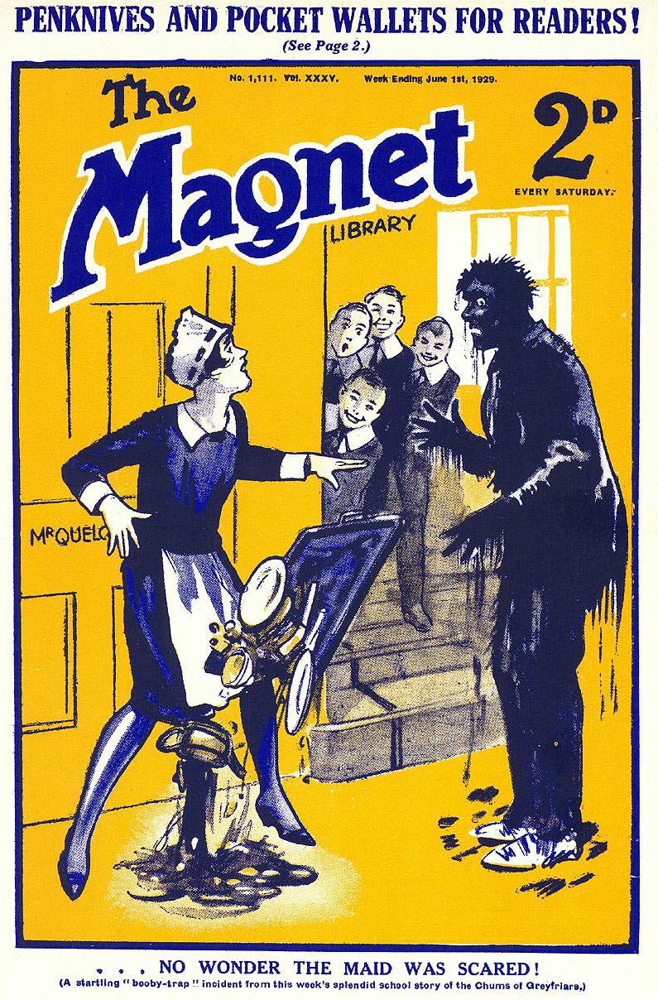 PENKNIVES AND POCKET WALLETS FOR READERS!
(See Page 2.)
No. 1,111. Vol. XXXV. Week Ending June 1st, 1929.
The
Magnet
LIBRARY
2D
EVERY SATURDAY.
MR QUELC
. . . NO WONDER THE MAID WAS SCARED!
(A startling "booby-trap" incident from this week's splendid school story of the Chums of Greyfriars.)